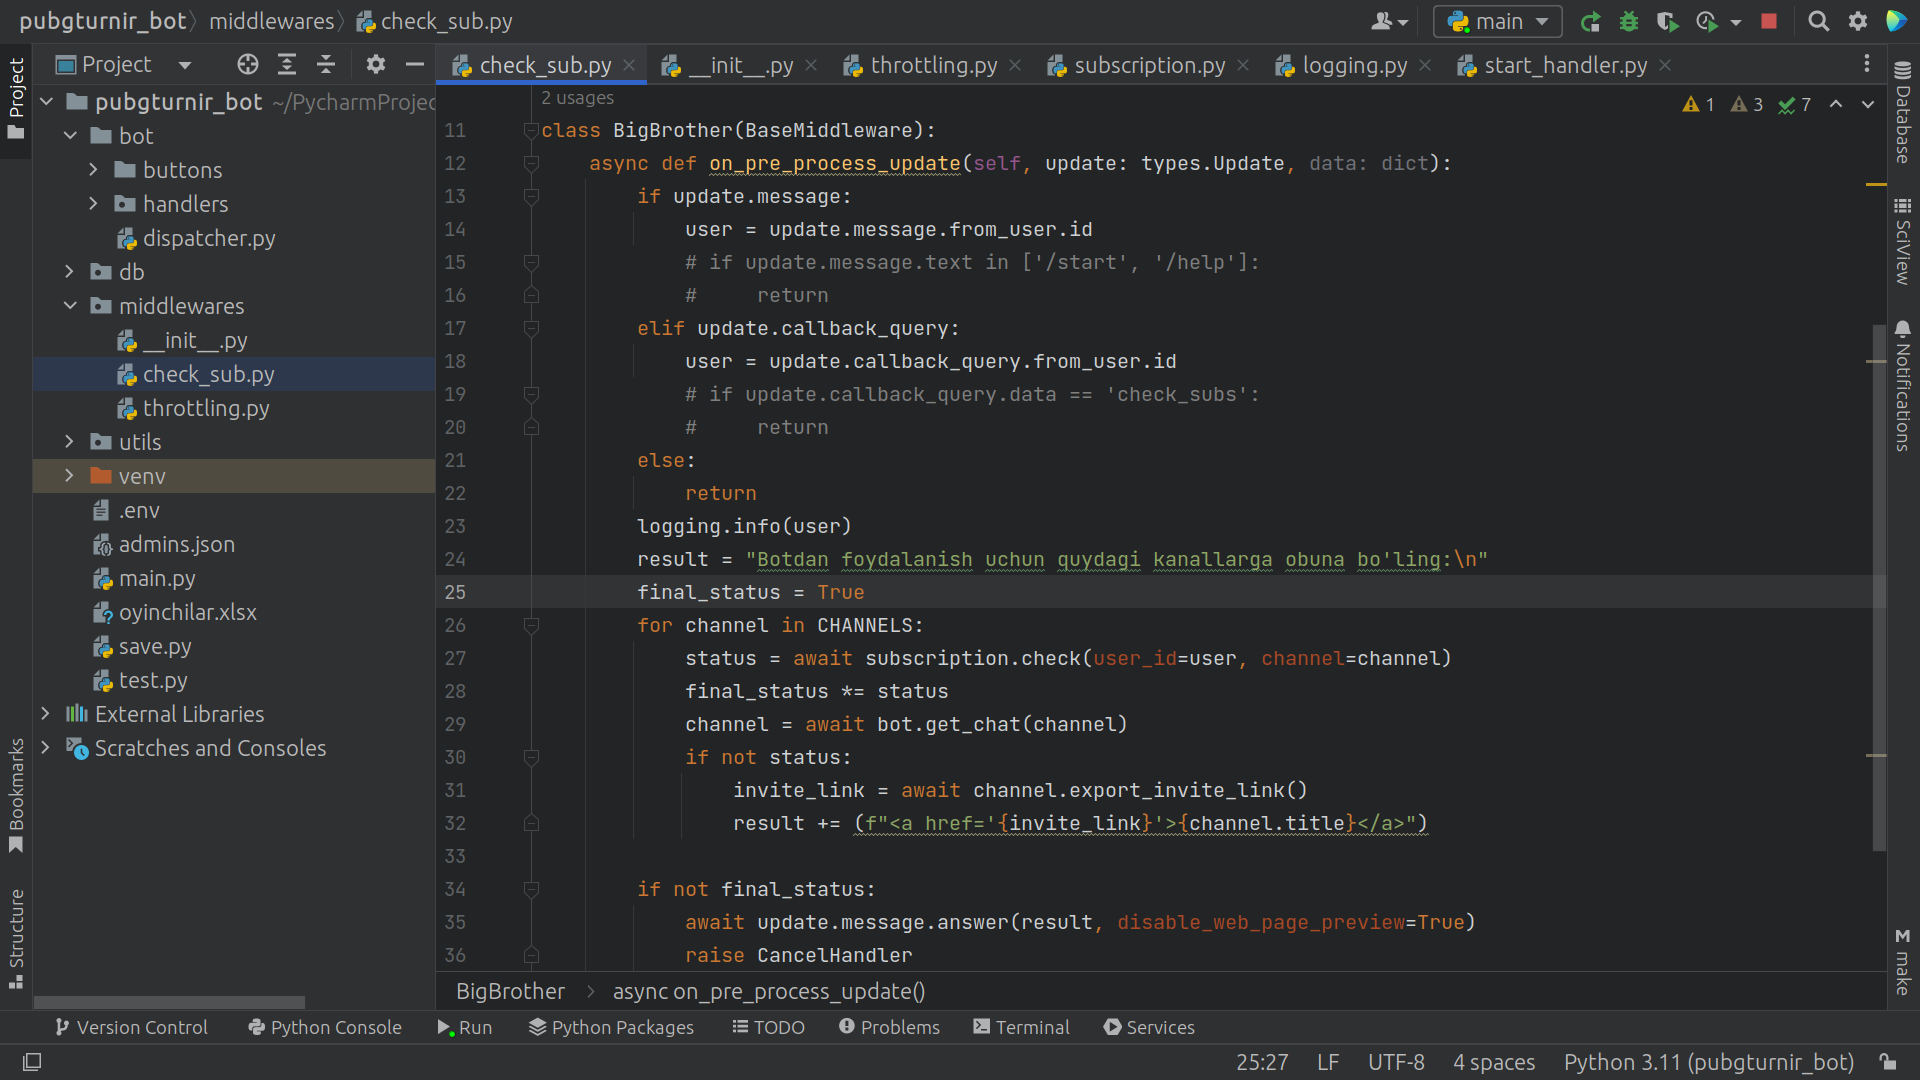 pubgturnir_bot 〉 middlewares 〉 check_sub.py
main
Project
check_sub.py
__init__.py
throttling.py
subscription.py
logging.py
start_handler.py
Project
Bookmarks
Structure
pubgturnir_bot ~/PycharmProjec
bot
buttons
handlers
dispatcher.py
db
middlewares
__init__.py
check_sub.py
throttling.py
utils
venv
.env
admins.json
main.py
oyinchilar.xlsx
save.py
test.py
External Libraries
Scratches and Consoles
1 3 7
2 usages
11 class BigBrother(BaseMiddleware):
12     async def on_pre_process_update(self, update: types.Update, data: dict):
13         if update.message:
14             user = update.message.from_user.id
15             # if update.message.text in ['/start', '/help']:
16             #     return
17         elif update.callback_query:
18             user = update.callback_query.from_user.id
19             # if update.callback_query.data == 'check_subs':
20             #     return
21         else:
22             return
23         logging.info(user)
24         result = "Botdan foydalanish uchun quydagi kanallarga obuna bo'ling:\n"
25         final_status = True
26         for channel in CHANNELS:
27             status = await subscription.check(user_id=user, channel=channel)
28             final_status *= status
29             channel = await bot.get_chat(channel)
30             if not status:
31                 invite_link = await channel.export_invite_link()
32                 result += (f"<a href='{invite_link}'>{channel.title}</a>")
33
34         if not final_status:
35             await update.message.answer(result, disable_web_page_preview=True)
36             raise CancelHandler
Database
SciView
Notifications
make
BigBrother > async on_pre_process_update()
Version Control
Python Console
Run
Python Packages
TODO
Problems
Terminal
Services
25:27 LF UTF-8 4 spaces Python 3.11 (pubgturnir_bot)